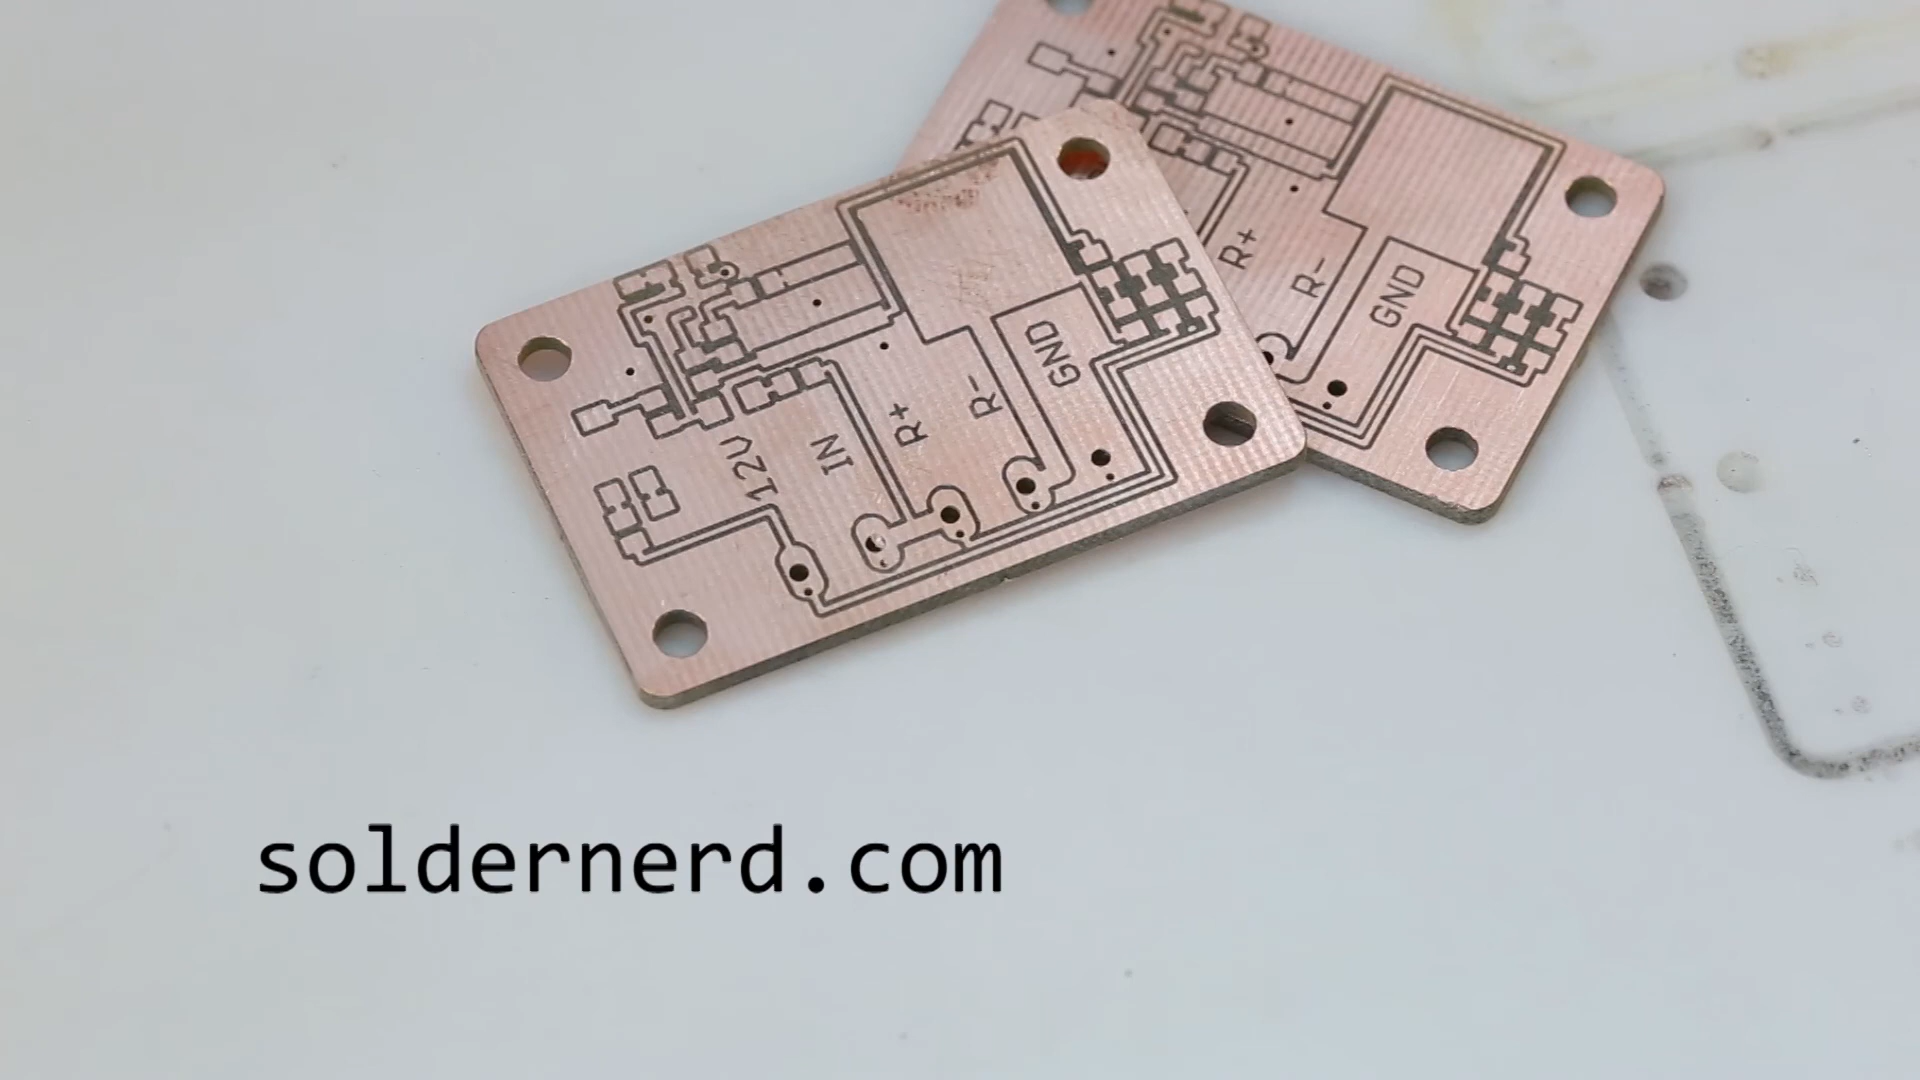 12V
IN
R+
R-
GND
R+
R-
GND
soldernerd.com